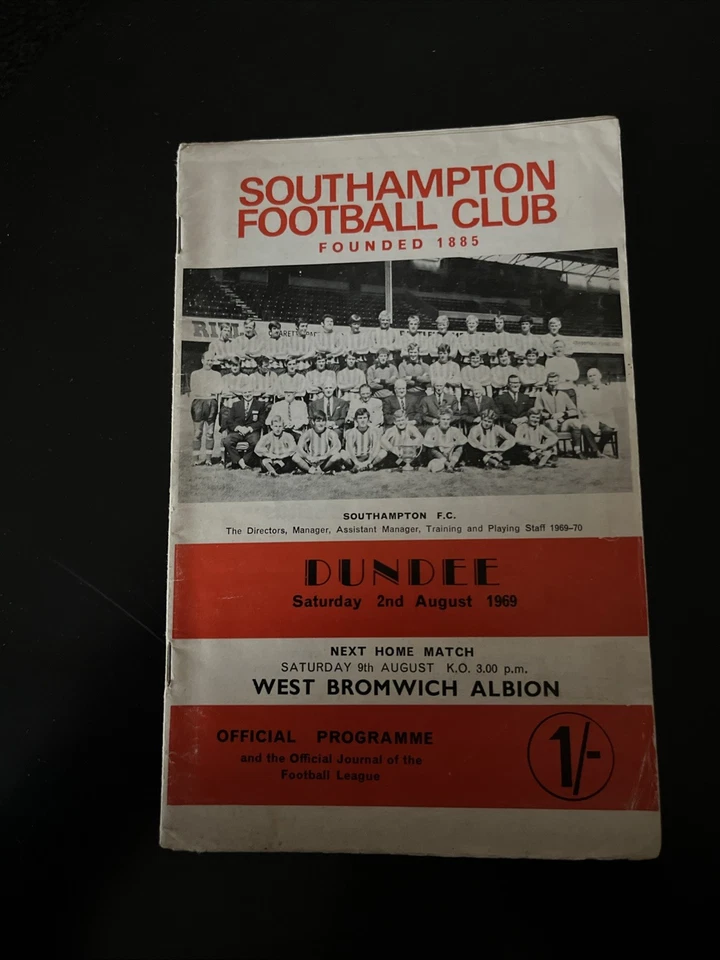 SOUTHAMPTON
FOOTBALL CLUB
FOUNDED 1885
SOUTHAMPTON F.C.
The Directors, Manager, Assistant Manager, Training and Playing Staff 1969–70
DUNDEE
Saturday 2nd August 1969
NEXT HOME MATCH
SATURDAY 9th AUGUST K.O. 3.00 p.m.
WEST BROMWICH ALBION
OFFICIAL PROGRAMME
and the Official Journal of the
Football League
1/-